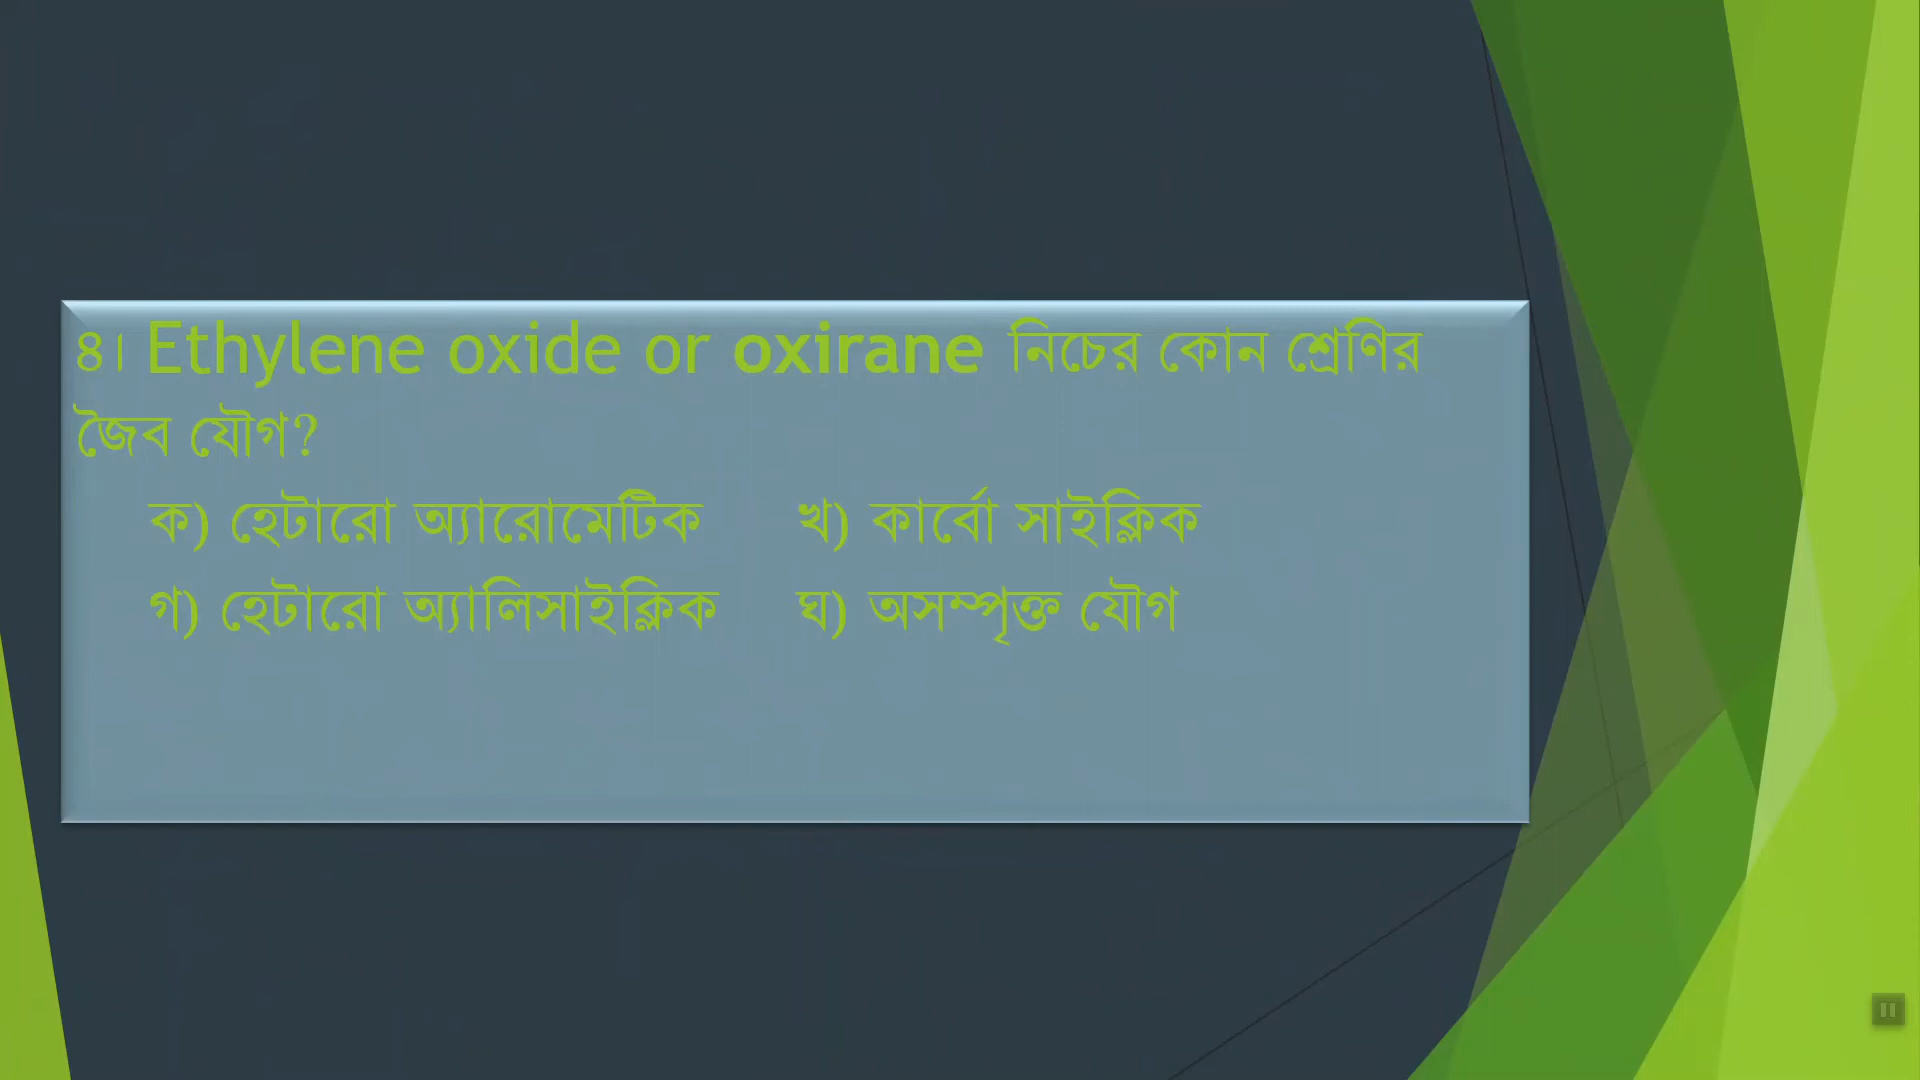 ৪। Ethylene oxide or oxirane নিচের কোন শ্রেণির
জৈব যৌগ?
ক) হেটারো অ্যারোমেটিক খ) কার্বো সাইক্লিক
গ) হেটারো অ্যালিসাইক্লিক ঘ) অসম্পৃক্ত যৌগ